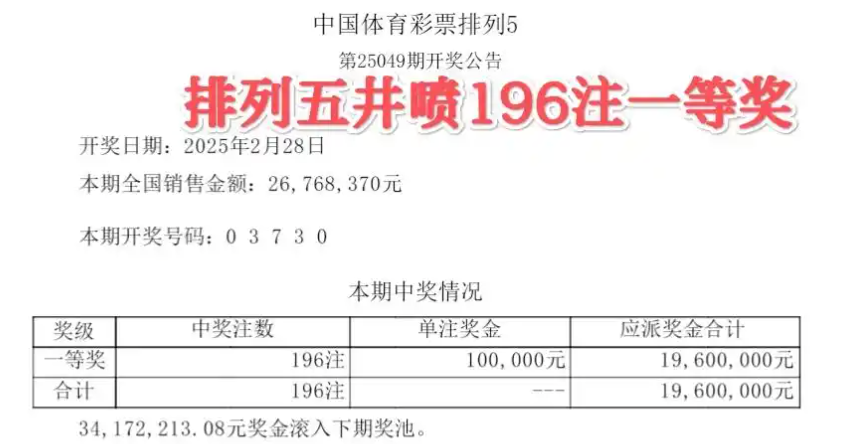 中国体育彩票排列5
第25049期开奖公告
排列五井喷196注一等奖
开奖日期：2025年2月28日
本期全国销售金额：26,768,370元
本期开奖号码：0 3 7 3 0
本期中奖情况
奖级 中奖注数 单注奖金 应派奖金合计
一等奖 196注 100,000元 19,600,000元
合计 196注 --- 19,600,000元
34,172,213.08元奖金滚入下期奖池。